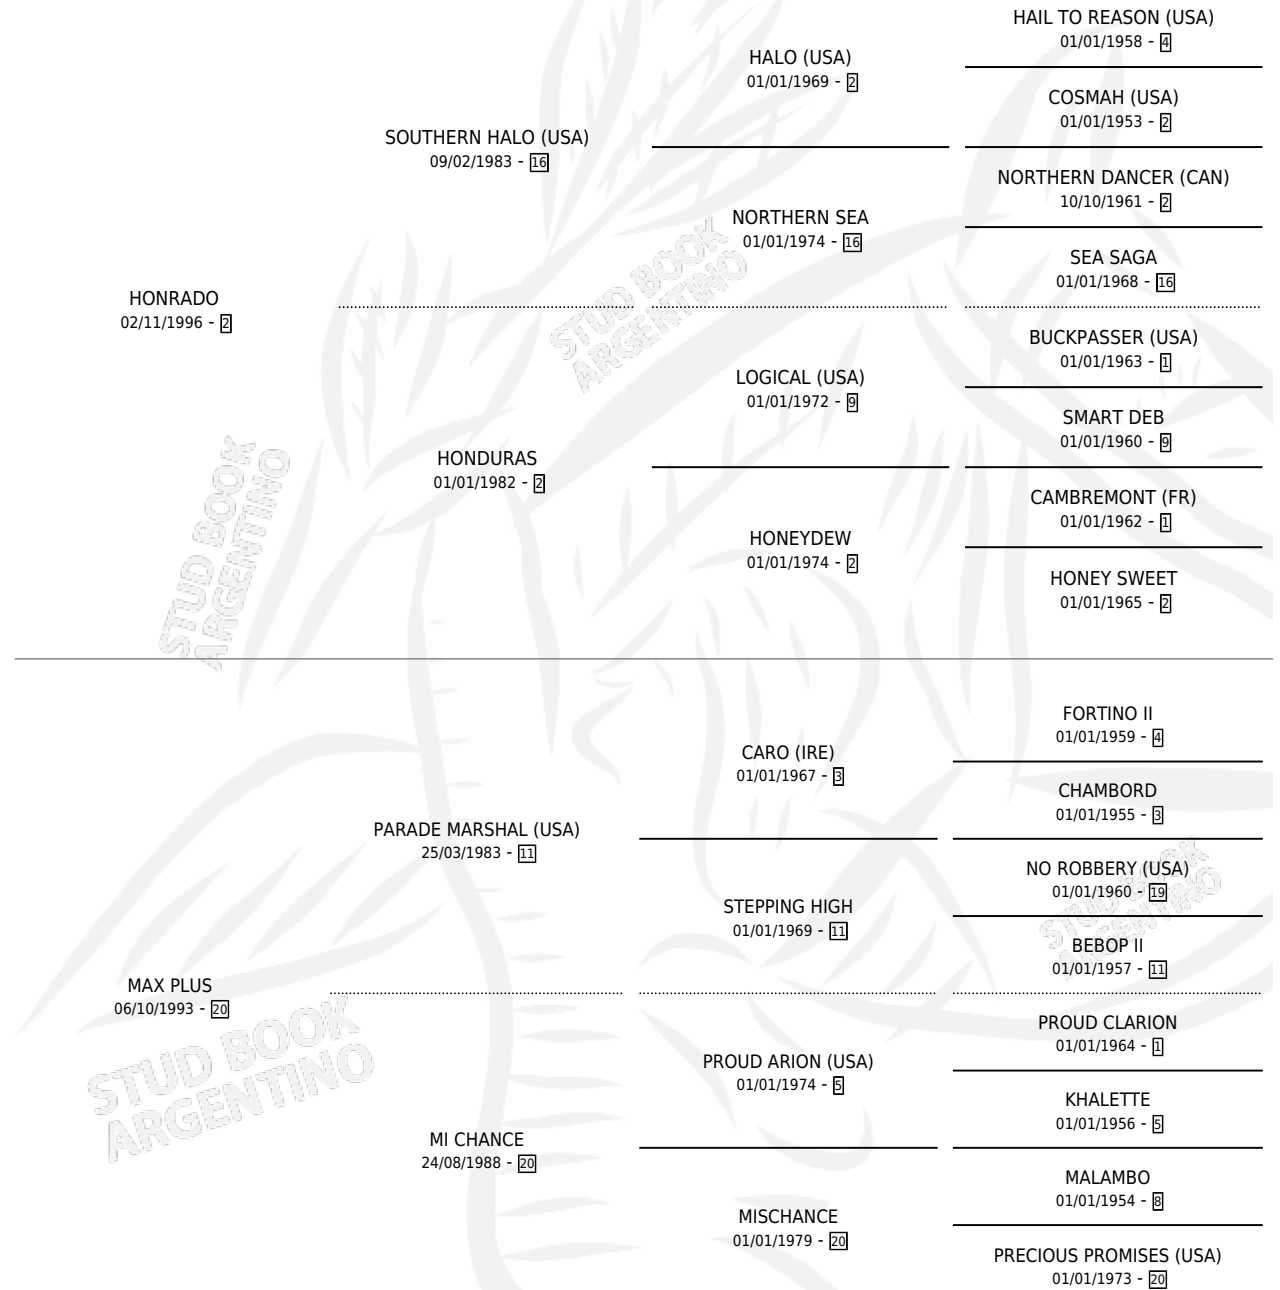 HAIL TO REASON (USA)
01/01/1958 - 4
HALO (USA)
01/01/1969 - 2
COSMAH (USA)
01/01/1953 - 2
SOUTHERN HALO (USA)
09/02/1983 - 16
NORTHERN DANCER (CAN)
10/10/1961 - 2
NORTHERN SEA
01/01/1974 - 16
SEA SAGA
01/01/1968 - 16
HONRADO
02/11/1996 - 2
BUCKPASSER (USA)
01/01/1963 - 1
LOGICAL (USA)
01/01/1972 - 9
SMART DEB
01/01/1960 - 9
HONDURAS
01/01/1982 - 2
CAMBREMONT (FR)
01/01/1962 - 1
HONEYDEW
01/01/1974 - 2
HONEY SWEET
01/01/1965 - 2
FORTINO II
01/01/1959 - 4
CARO (IRE)
01/01/1967 - 3
CHAMBORD
01/01/1955 - 3
PARADE MARSHAL (USA)
25/03/1983 - 11
NO ROBBERY (USA)
01/01/1960 - 19
STEPPING HIGH
01/01/1969 - 11
BEBOP II
01/01/1957 - 11
MAX PLUS
06/10/1993 - 20
PROUD CLARION
01/01/1964 - 1
PROUD ARION (USA)
01/01/1974 - 5
KHALETTE
01/01/1956 - 5
MI CHANCE
24/08/1988 - 20
MALAMBO
01/01/1954 - 8
MISCHANCE
01/01/1979 - 20
PRECIOUS PROMISES (USA)
01/01/1973 - 20
STUD BOOK
ARGENTINO
STUD BOOK
ARGENTINO
STUD BOOK
ARGENTINO
STUD BOOK
ARGENTINO